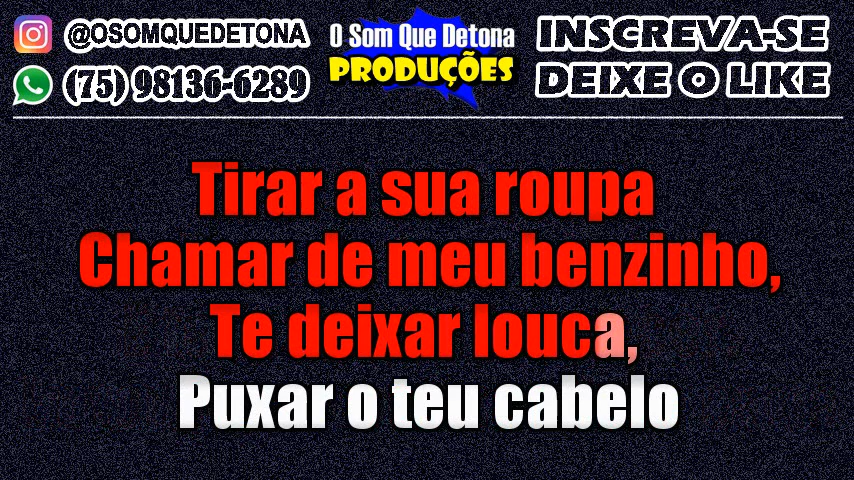 @OSOMQUEDETONA
(75) 98136-6289
O Som Que Detona
PRODUÇÕES
INSCREVA-SE
DEIXE O LIKE
Tirar a sua roupa
Chamar de meu benzinho,
Te deixar louca,
Puxar o teu cabelo